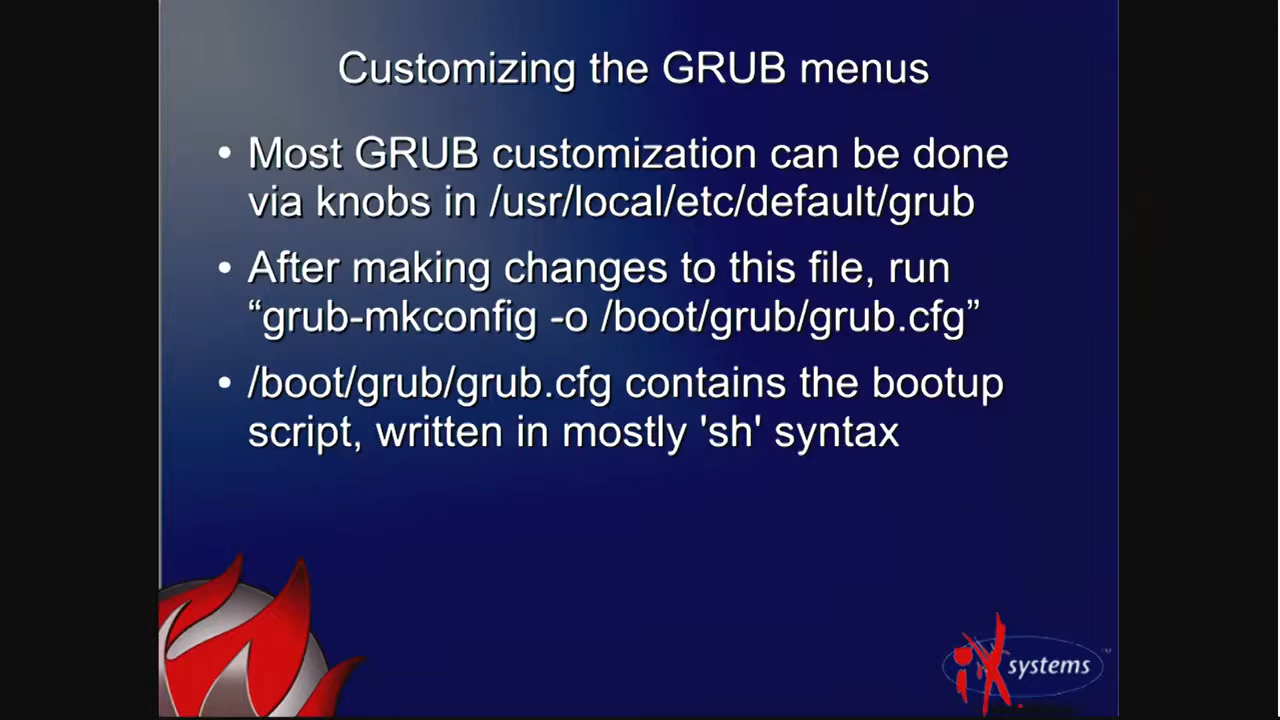 Customizing the GRUB menus
• Most GRUB customization can be done
via knobs in /usr/local/etc/default/grub
• After making changes to this file, run
“grub-mkconfig -o /boot/grub/grub.cfg”
• /boot/grub/grub.cfg contains the bootup
script, written in mostly 'sh' syntax
iX systems ™